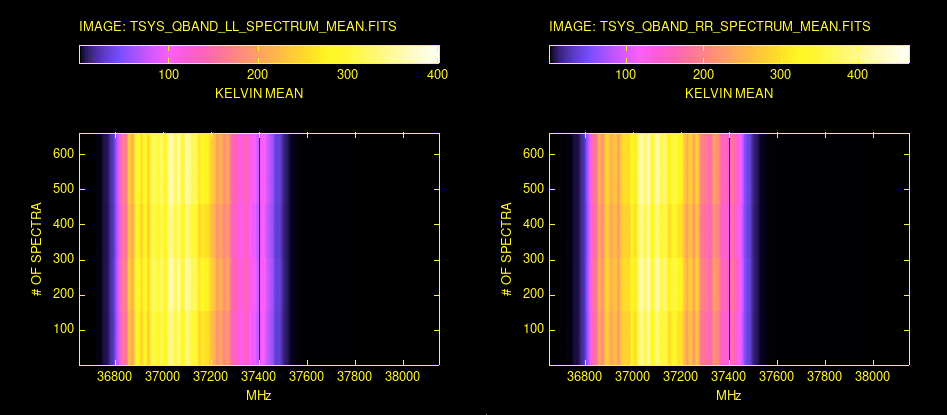 IMAGE: TSYS_QBAND_LL_SPECTRUM_MEAN.FITS
100 200 300 400
KELVIN MEAN
600
500
400
300
200
100
# OF SPECTRA
36800 37000 37200 37400 37600 37800 38000
MHz
IMAGE: TSYS_QBAND_RR_SPECTRUM_MEAN.FITS
100 200 300 400
KELVIN MEAN
600
500
400
300
200
100
# OF SPECTRA
36800 37000 37200 37400 37600 37800 38000
MHz